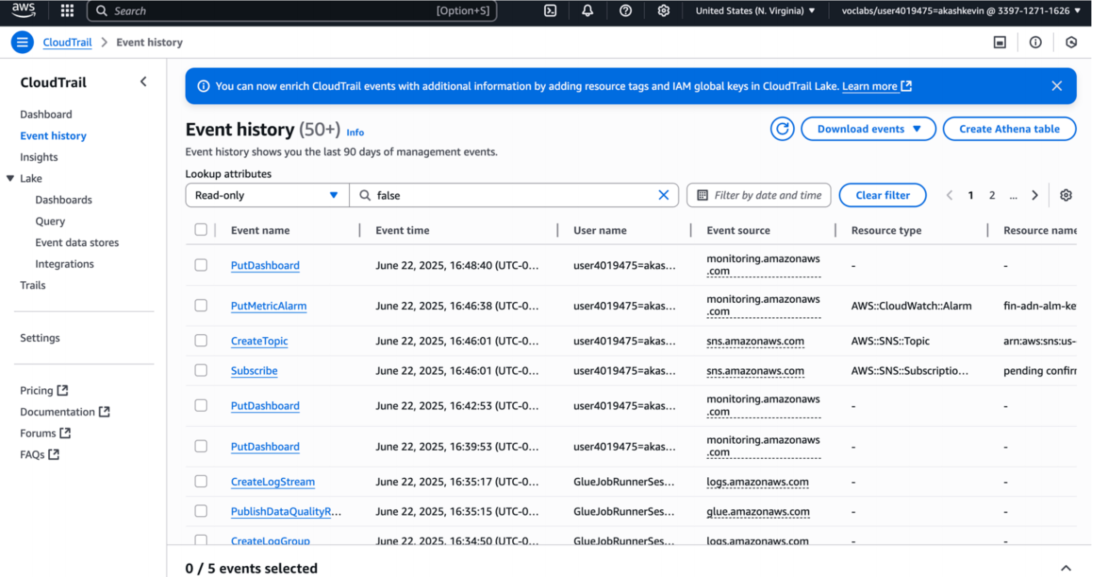 aws
Search [Option+S] United States (N. Virginia) ▼ voclabs/user4019475=akashkevin @ 3397-1271-1626 ▼
CloudTrail > Event history
CloudTrail
Dashboard
Event history
Insights
Lake
Dashboards
Query
Event data stores
Integrations
Trails
Settings
Pricing
Documentation
Forums
FAQs
You can now enrich CloudTrail events with additional information by adding resource tags and IAM global keys in CloudTrail Lake. Learn more
Event history (50+) Info
Download events ▼ Create Athena table
Event history shows you the last 90 days of management events.
Lookup attributes
Read-only false Filter by date and time Clear filter < 1 2 ... >
Event name Event time User name Event source Resource type Resource name
PutDashboard June 22, 2025, 16:48:40 (UTC-0... user4019475=akas... monitoring.amazonaws
.com - -
PutMetricAlarm June 22, 2025, 16:46:38 (UTC-0... user4019475=akas... monitoring.amazonaws
.com AWS::CloudWatch::Alarm fin-adn-alm-ke
CreateTopic June 22, 2025, 16:46:01 (UTC-0... user4019475=akas... sns.amazonaws.com AWS::SNS::Topic arn:aws:sns:us-
Subscribe June 22, 2025, 16:46:01 (UTC-0... user4019475=akas... sns.amazonaws.com AWS::SNS::Subscriptio... pending confir
PutDashboard June 22, 2025, 16:42:53 (UTC-0... user4019475=akas... monitoring.amazonaws
.com - -
PutDashboard June 22, 2025, 16:39:53 (UTC-0... user4019475=akas... monitoring.amazonaws
.com - -
CreateLogStream June 22, 2025, 16:35:17 (UTC-0... GlueJobRunnerSes... logs.amazonaws.com - -
PublishDataQualityR... June 22, 2025, 16:35:15 (UTC-0... GlueJobRunnerSes... glue.amazonaws.com - -
CreateLogGroup June 22, 2025, 16:34:50 (UTC-0... GlueJobRunnerSes... logs.amazonaws.com - -
0 / 5 events selected